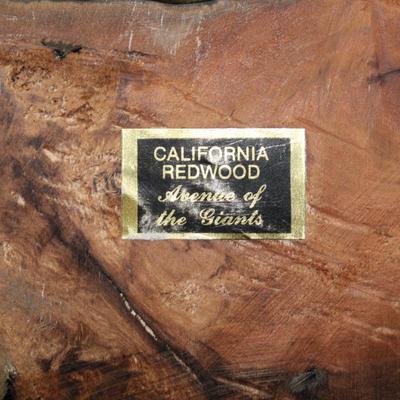 CALIFORNIA
REDWOOD
Avenue of
the Giants